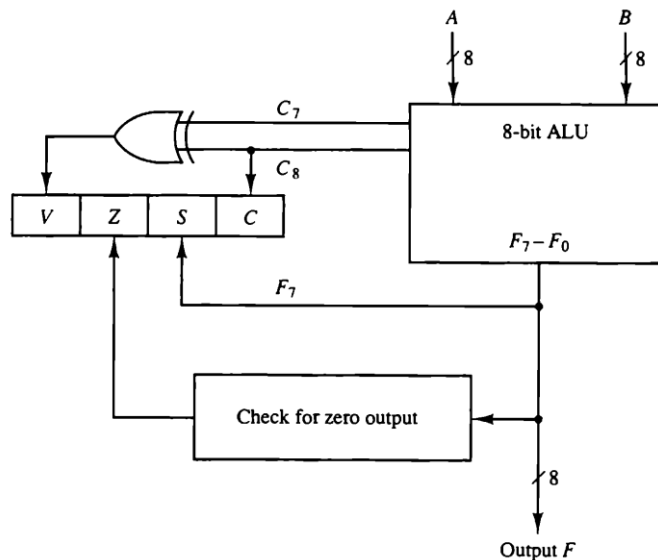 A
B
8
8
C7
8-bit ALU
C8
V Z S C
F7 – F0
F7
Check for zero output
8
Output F